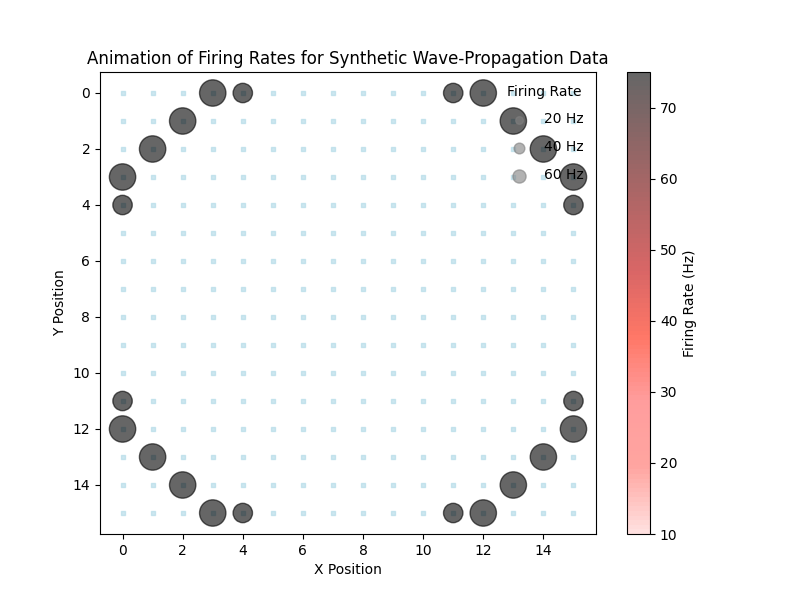 Animation of Firing Rates for Synthetic Wave-Propagation Data
Firing Rate
20 Hz
40 Hz
60 Hz
0
2
4
6
8
10
12
14
Y Position
0 2 4 6 8 10 12 14
X Position
70
60
50
40
30
20
10
Firing Rate (Hz)